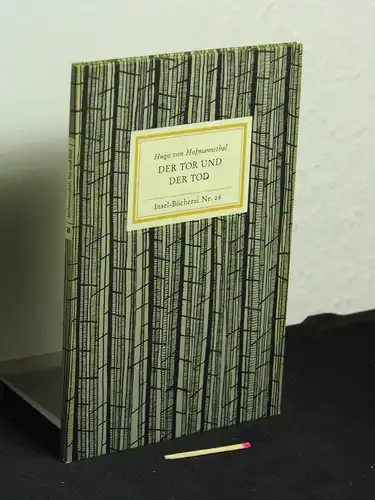 Hugo von Hofmannsthal
DER TOR UND
DER TOD
Insel-Bücherei Nr. 28